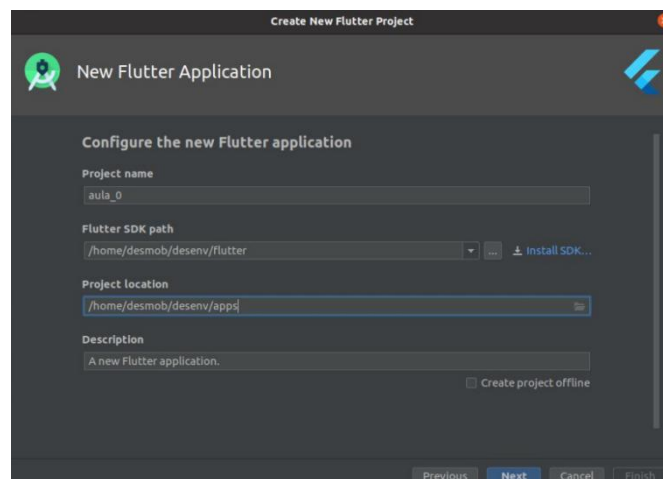 Create New Flutter Project
New Flutter Application
Configure the new Flutter application
Project name
aula_0
Flutter SDK path
/home/desmob/desenv/flutter
... Install SDK...
Project location
/home/desmob/desenv/apps
Description
A new Flutter application.
Create project offline
Previous Next Cancel Finish